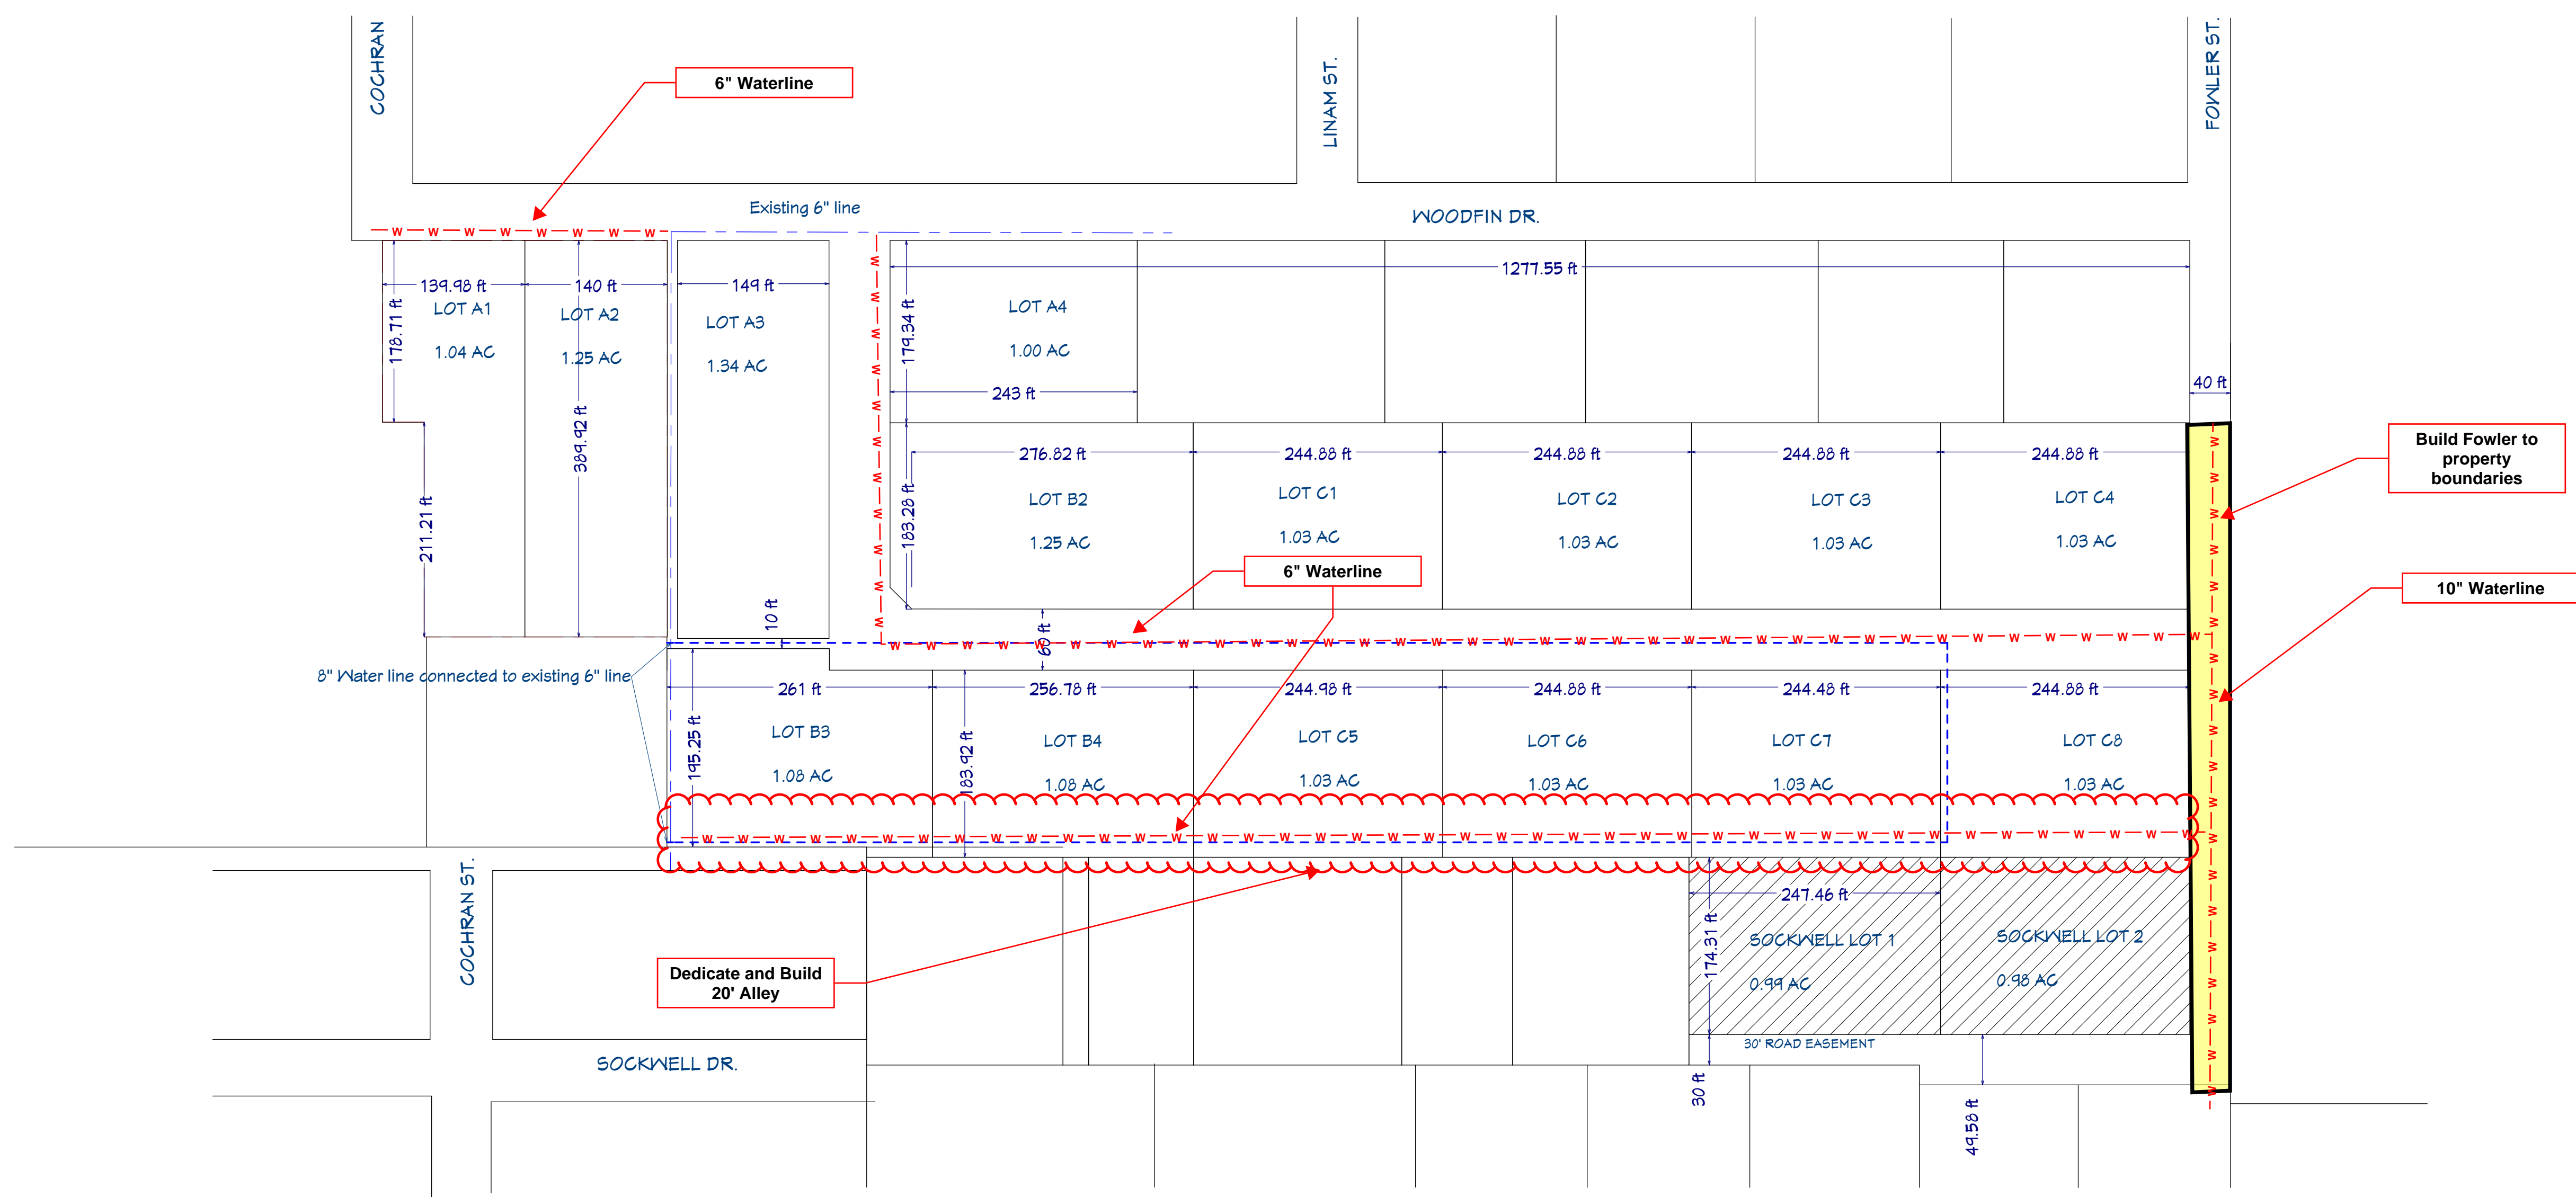 COCHRAN
LINAM ST.
FOWLER ST.
6" Waterline
Existing 6" line
WOODFIN DR.
W W W W W W W W
139.98 ft
140 ft
149 ft
1277.55 ft
178.71 ft
LOT A1
1.04 AC
LOT A2
1.25 AC
LOT A3
1.34 AC
179.34 ft
LOT A4
1.00 AC
243 ft
40 ft
389.92 ft
211.21 ft
183.28 ft
276.82 ft
244.88 ft
244.88 ft
244.88 ft
244.88 ft
LOT B2
1.25 AC
LOT C1
1.03 AC
LOT C2
1.03 AC
LOT C3
1.03 AC
LOT C4
1.03 AC
Build Fowler to
property
boundaries
6" Waterline
10" Waterline
10 ft
60 ft
8" Water line connected to existing 6" line
261 ft
256.78 ft
244.98 ft
244.88 ft
244.48 ft
244.88 ft
195.25 ft
183.92 ft
LOT B3
1.08 AC
LOT B4
1.08 AC
LOT C5
1.03 AC
LOT C6
1.03 AC
LOT C7
1.03 AC
LOT C8
1.03 AC
COCHRAN ST.
247.46 ft
174.31 ft
SOCKWELL LOT 1
0.99 AC
SOCKWELL LOT 2
0.98 AC
Dedicate and Build
20' Alley
30' ROAD EASEMENT
SOCKWELL DR.
30 ft
49.58 ft